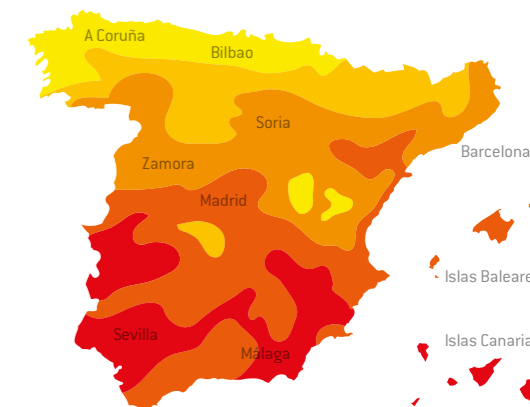 A Coruña
Bilbao
Soria
Barcelona
Zamora
Madrid
Islas Baleare
Sevilla
Islas Canaria
Málaga